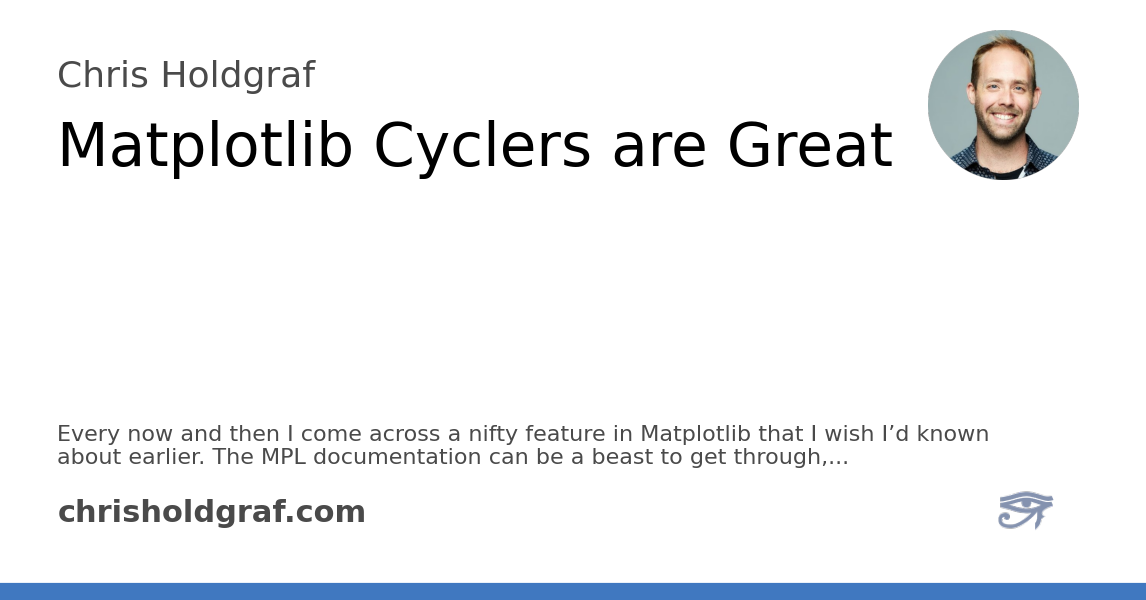 Chris Holdgraf
Matplotlib Cyclers are Great
Every now and then I come across a nifty feature in Matplotlib that I wish I’d known
about earlier. The MPL documentation can be a beast to get through,...
chrisholdgraf.com